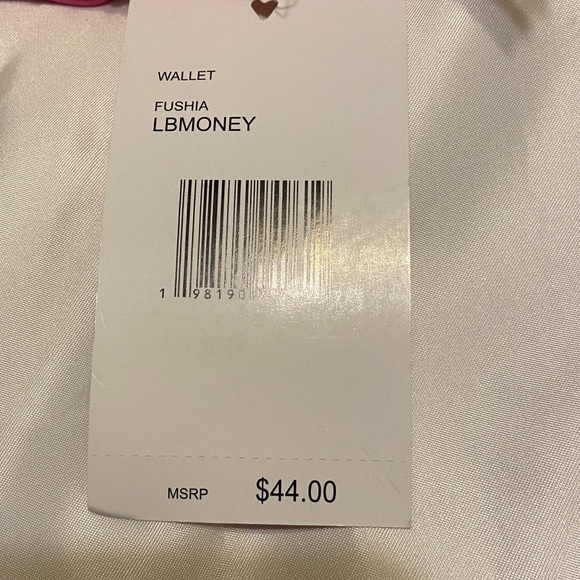 WALLET
FUSHIA
LBMONEY
1 98190
MSRP $44.00